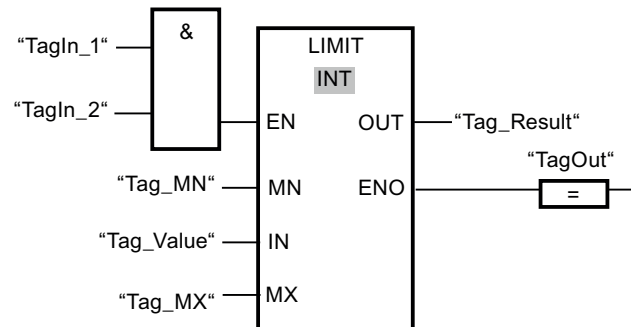 &
“TagIn_1“
LIMIT
INT
“TagIn_2“
EN
OUT
“Tag_Result“
“TagOut“
“Tag_MN“
MN
ENO
=
“Tag_Value“
IN
“Tag_MX“
MX